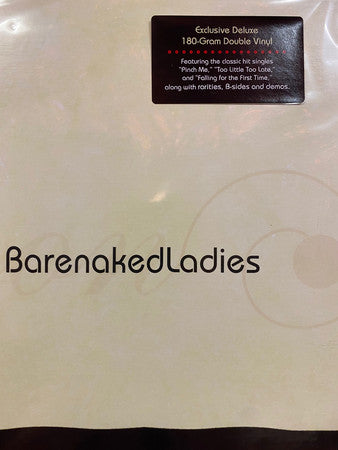 Exclusive Deluxe
180-Gram Double Vinyl
Featuring the classic hit singles
"Pinch Me," "Too Little Too Late,"
and "Falling for the First Time,"
along with rarities, B-sides and demos.
BarenakedLadies